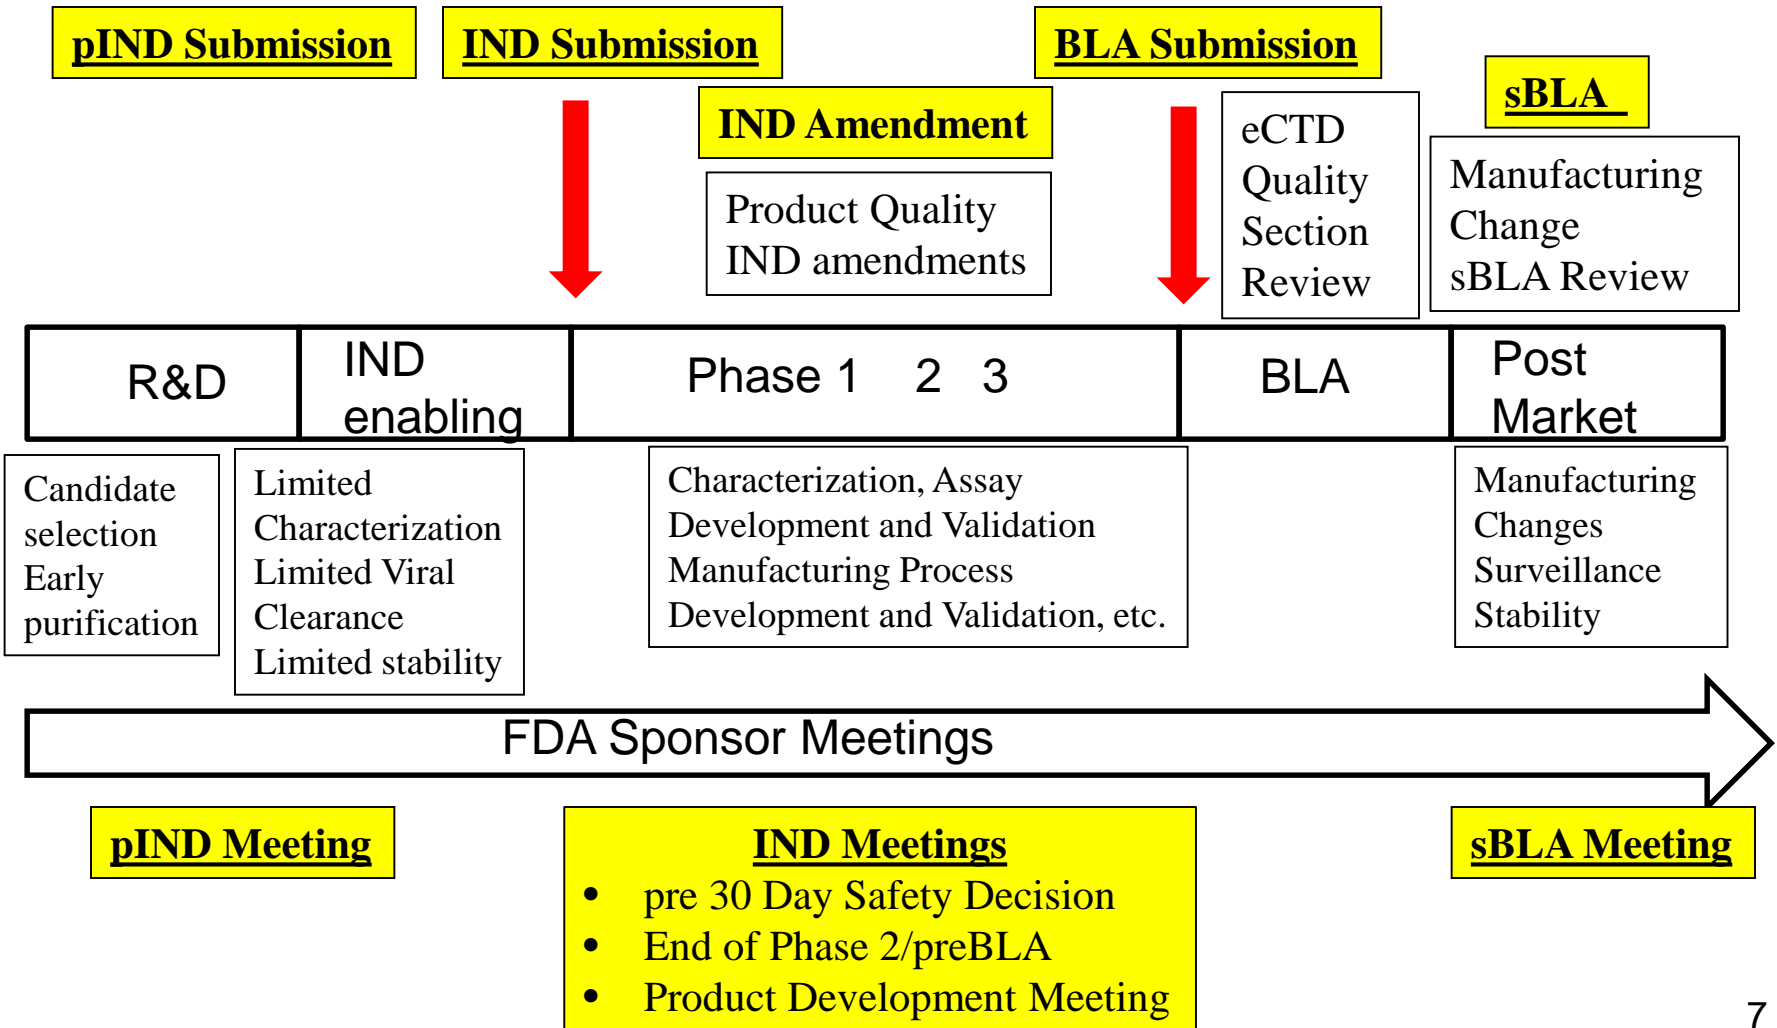 pIND Submission
IND Submission
BLA Submission
sBLA
IND Amendment
Product Quality
IND amendments
eCTD
Quality
Section
Review
Manufacturing
Change
sBLA Review
R&D
IND
enabling
Phase 1 2 3
BLA
Post
Market
Candidate
selection
Early
purification
Limited
Characterization
Limited Viral
Clearance
Limited stability
Characterization, Assay
Development and Validation
Manufacturing Process
Development and Validation, etc.
Manufacturing
Changes
Surveillance
Stability
FDA Sponsor Meetings
pIND Meeting
IND Meetings
• pre 30 Day Safety Decision
• End of Phase 2/preBLA
• Product Development Meeting
sBLA Meeting
7